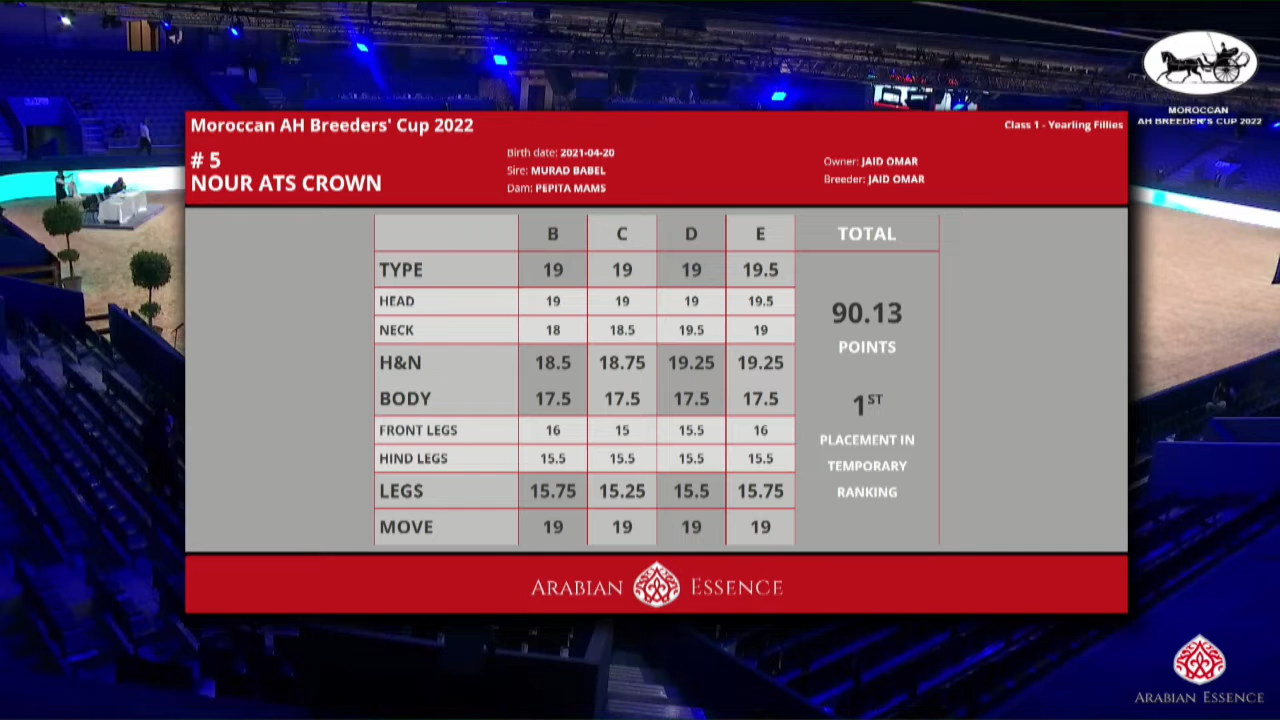 MOROCCAN
AH BREEDER'S CUP 2022
Moroccan AH Breeders' Cup 2022
Class 1 - Yearling Fillies
# 5
NOUR ATS CROWN
Birth date: 2021-04-20
Sire: MURAD BABEL
Dam: PEPITA MAMS
Owner: JAID OMAR
Breeder: JAID OMAR
B C D E TOTAL
TYPE 19 19 19 19.5
HEAD 19 19 19 19.5
NECK 18 18.5 19.5 19
H&N 18.5 18.75 19.25 19.25
BODY 17.5 17.5 17.5 17.5
FRONT LEGS 16 15 15.5 16
HIND LEGS 15.5 15.5 15.5 15.5
LEGS 15.75 15.25 15.5 15.75
MOVE 19 19 19 19
90.13
POINTS
1ST
PLACEMENT IN
TEMPORARY
RANKING
ARABIAN ESSENCE
ARABIAN ESSENCE